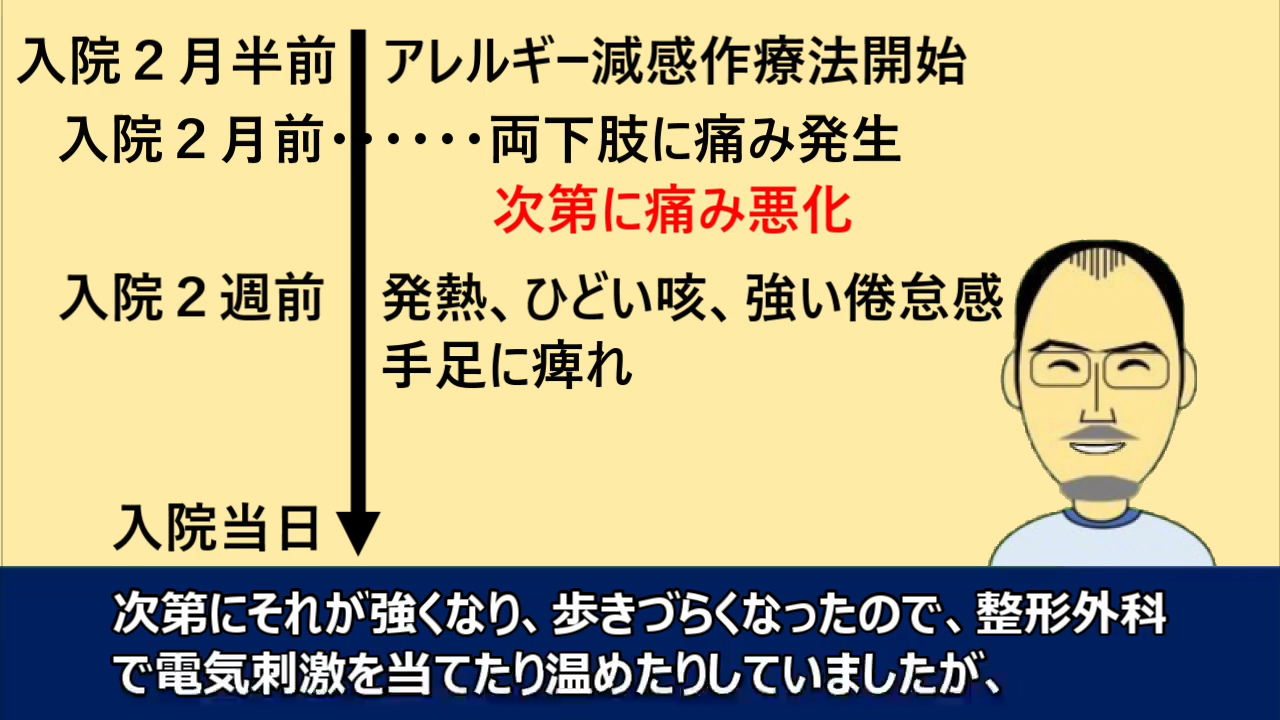 入院２月半前 アレルギー減感作療法開始
入院２月前‥‥‥両下肢に痛み発生
次第に痛み悪化
入院２週前 発熱、ひどい咳、強い倦怠感
手足に痺れ
入院当日
次第にそれが強くなり、歩きづらくなったので、整形外科
で電気刺激を当てたり温めたりしていましたが、